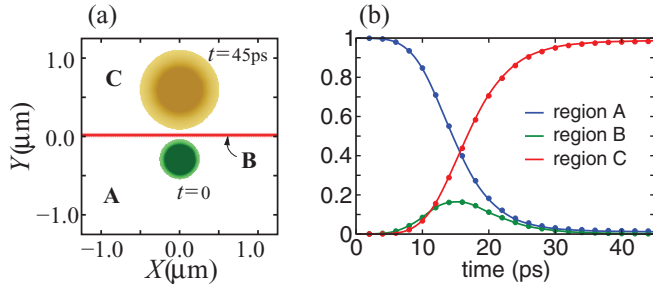 (a)
1.0
0.0
−1.0
Y(μm)
C
t=45ps
B
A
t=0
−1.0 0.0 1.0
X(μm)
(b)
1
0.8
0.6
0.4
0.2
0
region A
region B
region C
0 10 20 30 40
time (ps)